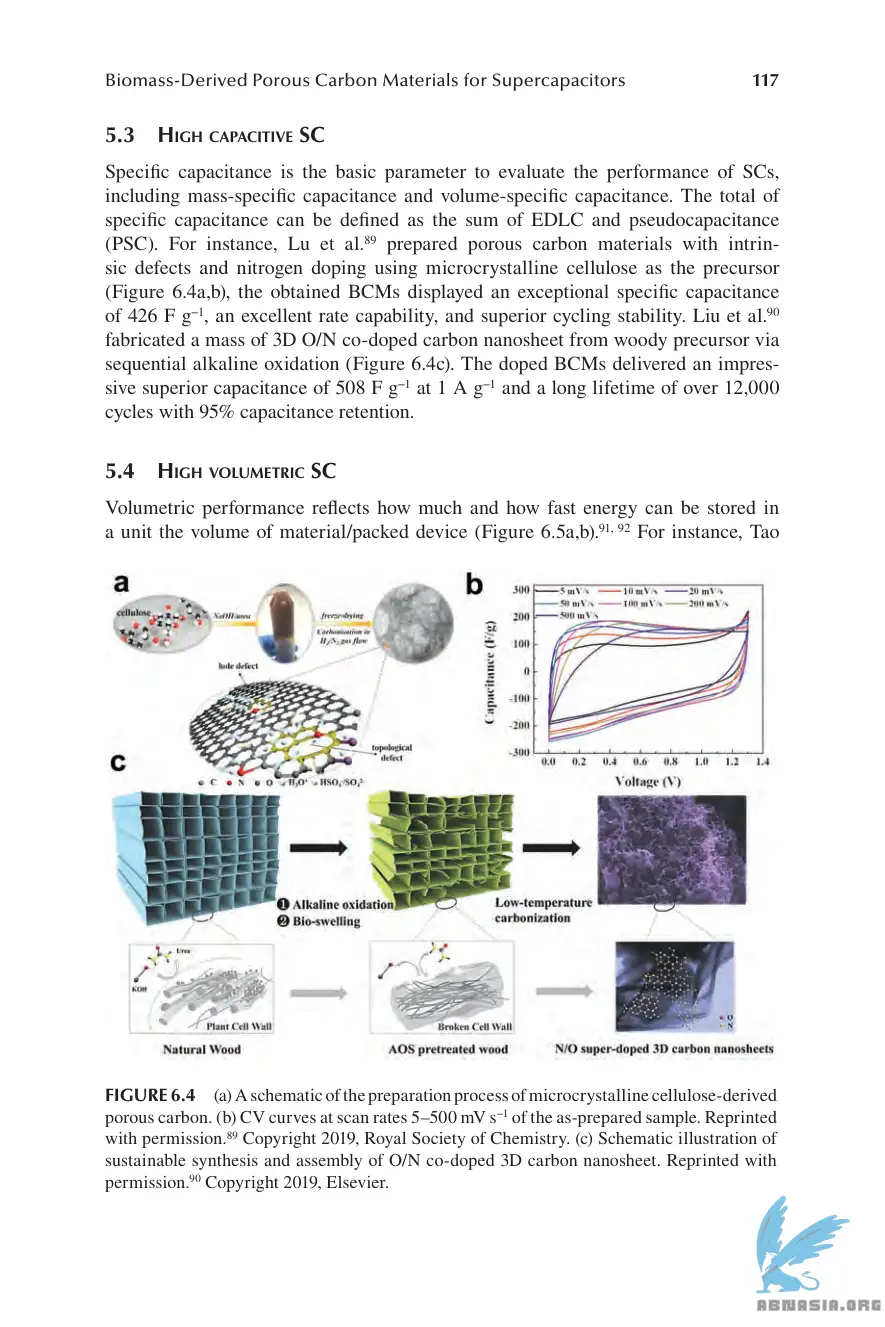 Biomass-Derived Porous Carbon Materials for Supercapacitors 117
5.3 High capacitive SC
Specific capacitance is the basic parameter to evaluate the performance of SCs,
including mass-specific capacitance and volume-specific capacitance. The total of
specific capacitance can be defined as the sum of EDLC and pseudocapacitance
(PSC). For instance, Lu et al.⁸⁹ prepared porous carbon materials with intrin-
sic defects and nitrogen doping using microcrystalline cellulose as the precursor
(Figure 6.4a,b), the obtained BCMs displayed an exceptional specific capacitance
of 426 F g⁻¹, an excellent rate capability, and superior cycling stability. Liu et al.⁹⁰
fabricated a mass of 3D O/N co-doped carbon nanosheet from woody precursor via
sequential alkaline oxidation (Figure 6.4c). The doped BCMs delivered an impres-
sive superior capacitance of 508 F g⁻¹ at 1 A g⁻¹ and a long lifetime of over 12,000
cycles with 95% capacitance retention.
5.4 High volumetric SC
Volumetric performance reflects how much and how fast energy can be stored in
a unit the volume of material/packed device (Figure 6.5a,b).⁹¹, ⁹² For instance, Tao
a
cellulose
NaOH/urea
freeze-drying
Carbonisation in
H₂/N₂ gas flow
hole defect
topological
defect
C N O H₃O⁺ HSO₄⁻/SO₄²⁻
b
5 mV/s 10 mV/s 20 mV/s
50 mV/s 100 mV/s 200 mV/s
500 mV/s
Capacitance (F/g)
300
200
100
0
-100
-200
-300
0.0 0.2 0.4 0.6 0.8 1.0 1.2 1.4
Voltage (V)
c
❶ Alkaline oxidation
❷ Bio-swelling
Low-temperature
carbonization
Urea
KOH
Plant Cell Wall
Broken Cell Wall
O
N
Natural Wood
AOS pretreated wood
N/O super-doped 3D carbon nanosheets
FIGURE 6.4 (a) A schematic of the preparation process of microcrystalline cellulose-derived
porous carbon. (b) CV curves at scan rates 5–500 mV s⁻¹ of the as-prepared sample. Reprinted
with permission.⁸⁹ Copyright 2019, Royal Society of Chemistry. (c) Schematic illustration of
sustainable synthesis and assembly of O/N co-doped 3D carbon nanosheet. Reprinted with
permission.⁹⁰ Copyright 2019, Elsevier.
ABNASIA.ORG